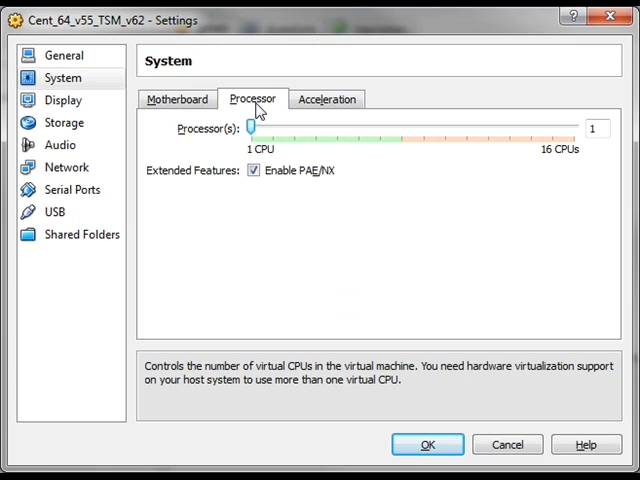 Cent_64_v55_TSM_v62 - Settings
General
System
Display
Storage
Audio
Network
Serial Ports
USB
Shared Folders
System
Motherboard Processor Acceleration
Processor(s): 1
1 CPU 16 CPUs
Extended Features: Enable PAE/NX
Controls the number of virtual CPUs in the virtual machine. You need hardware virtualization support
on your host system to use more than one virtual CPU.
OK Cancel Help